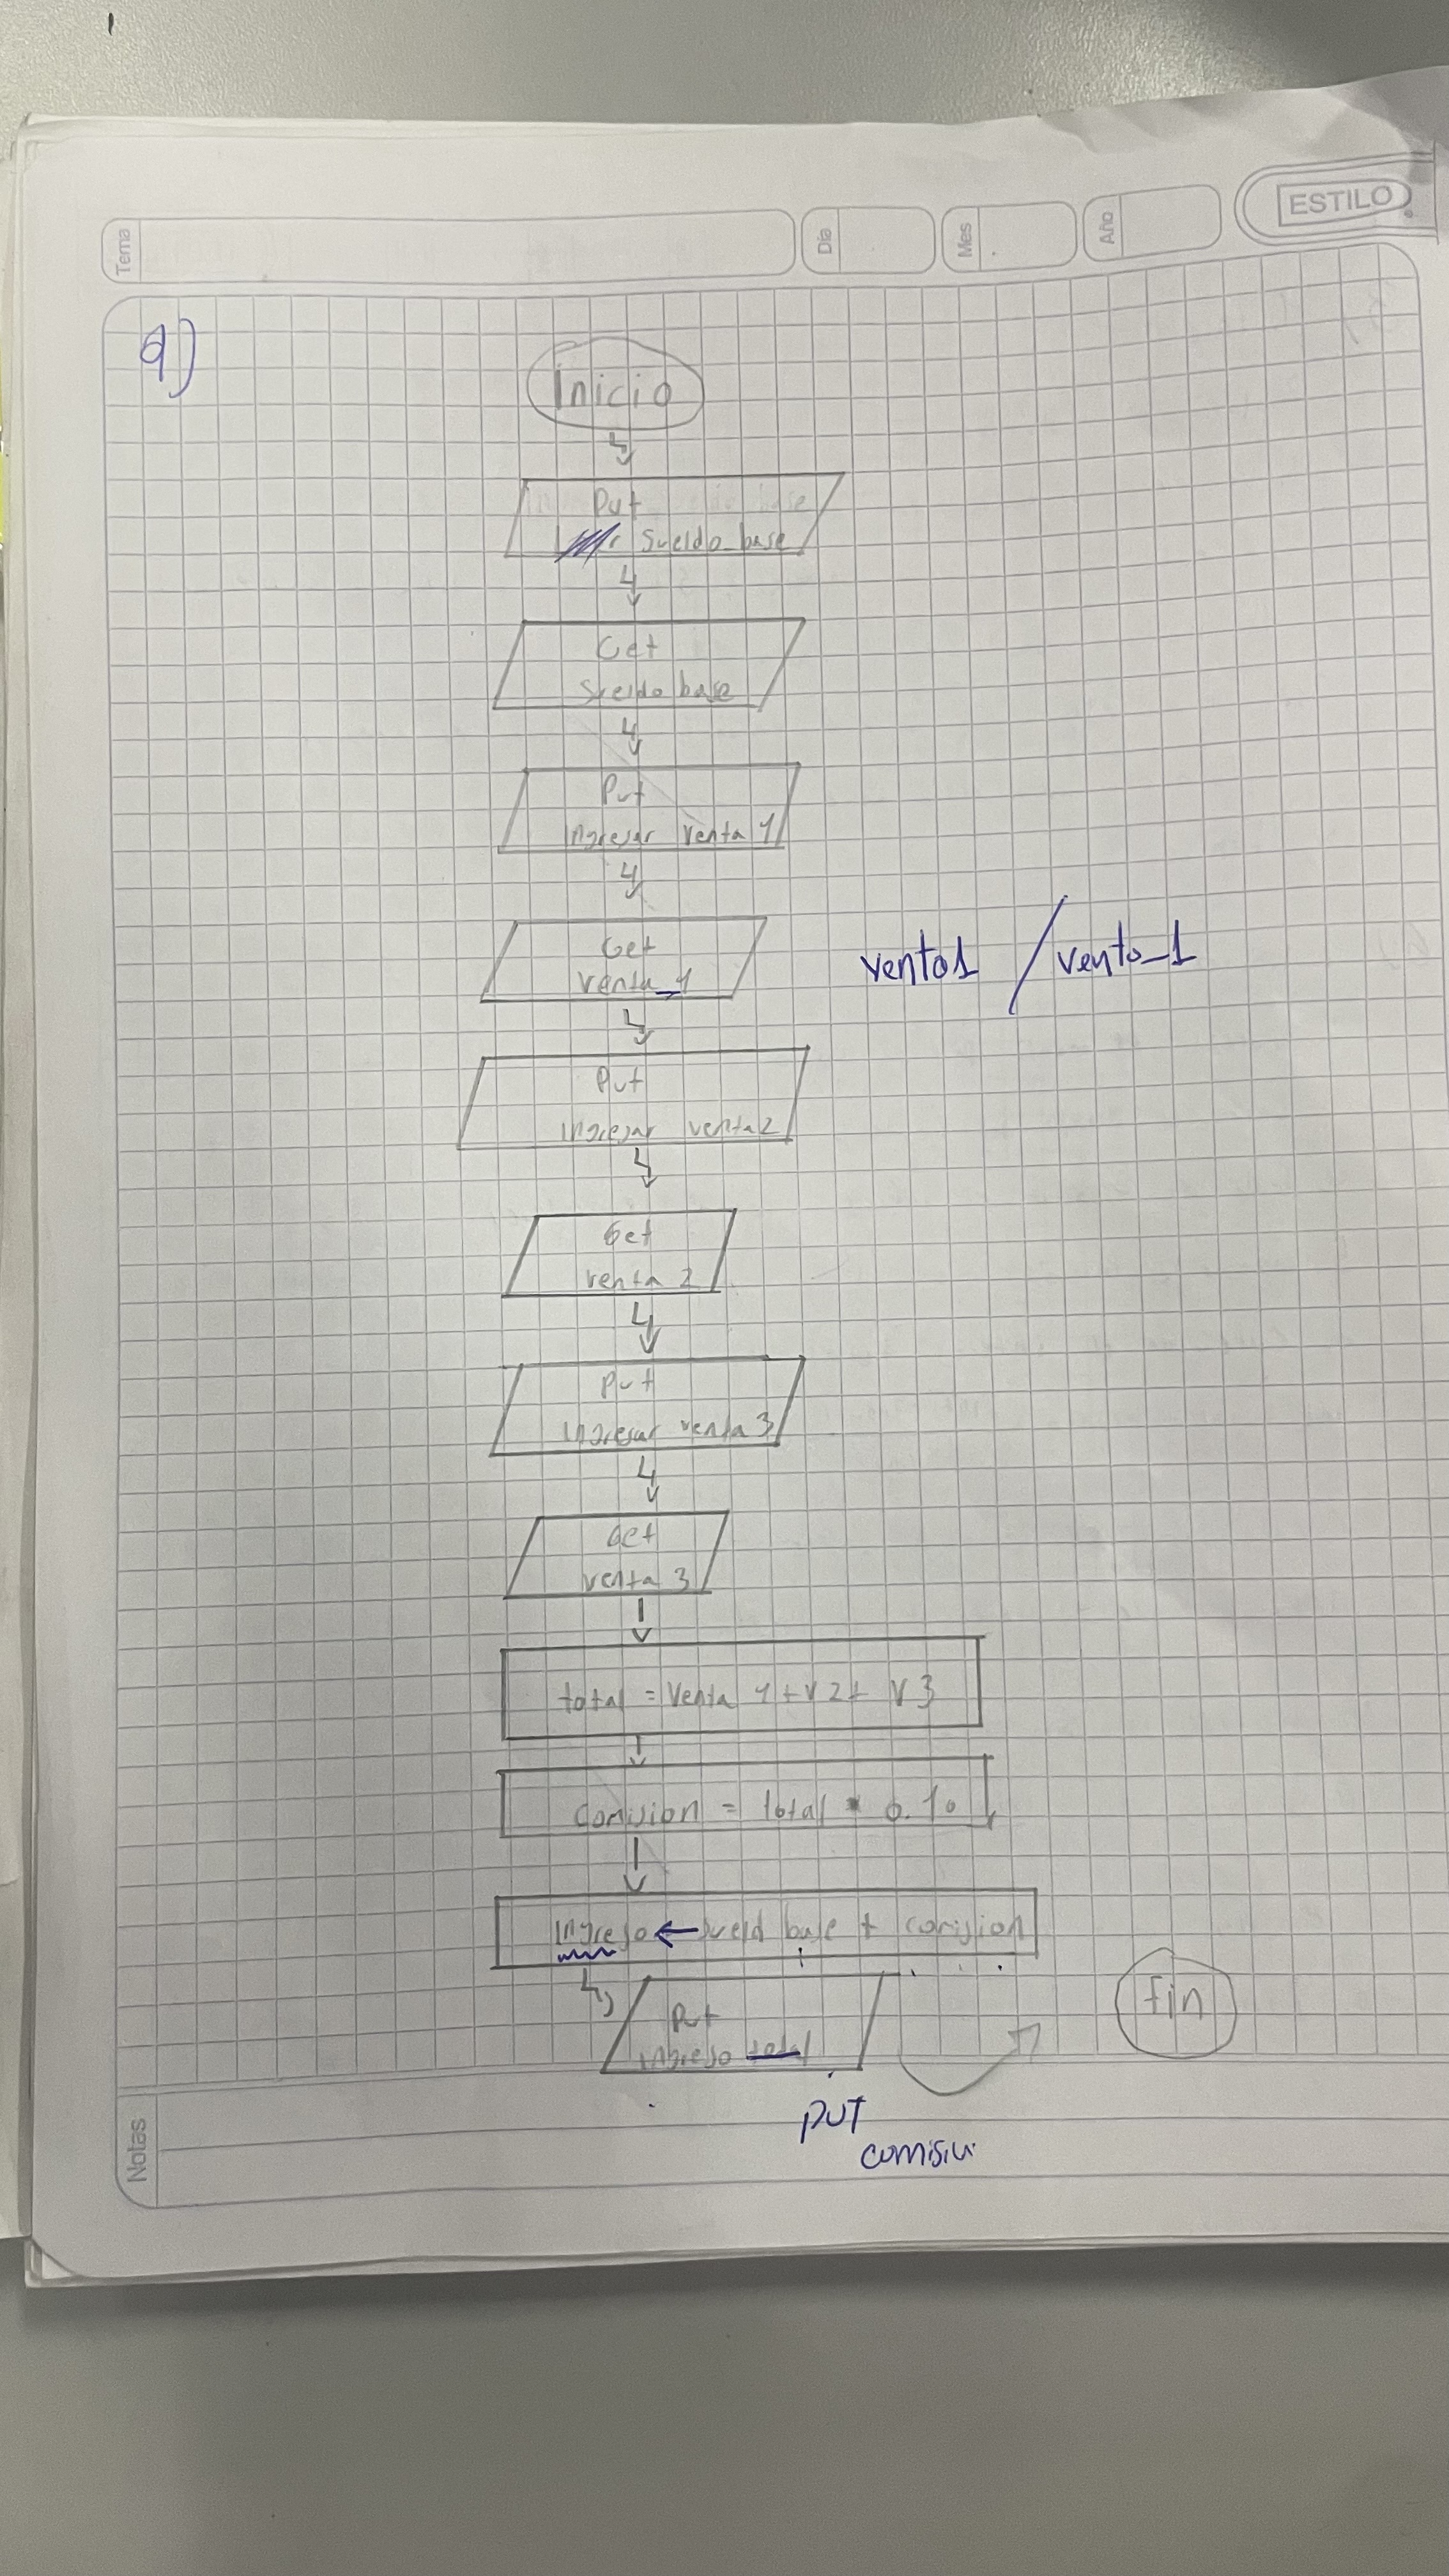 Tema
Día
Mes
Año
ESTILO
9)
Inicio
Put
r Sueldo_base
Get
Sueldo base
Put
Ingresar Venta 1
Get
Venta_1
venta1 / venta_1
Put
Ingresar venta2
Get
venta 2
Put
Ingresar venta 3
Get
venta 3
total = Venta 1 + V 2 + V 3
Comision = total * 0.10
Ingreso ← Sueld base + comision
Put
Ingreso total
fin
PUT
Notas